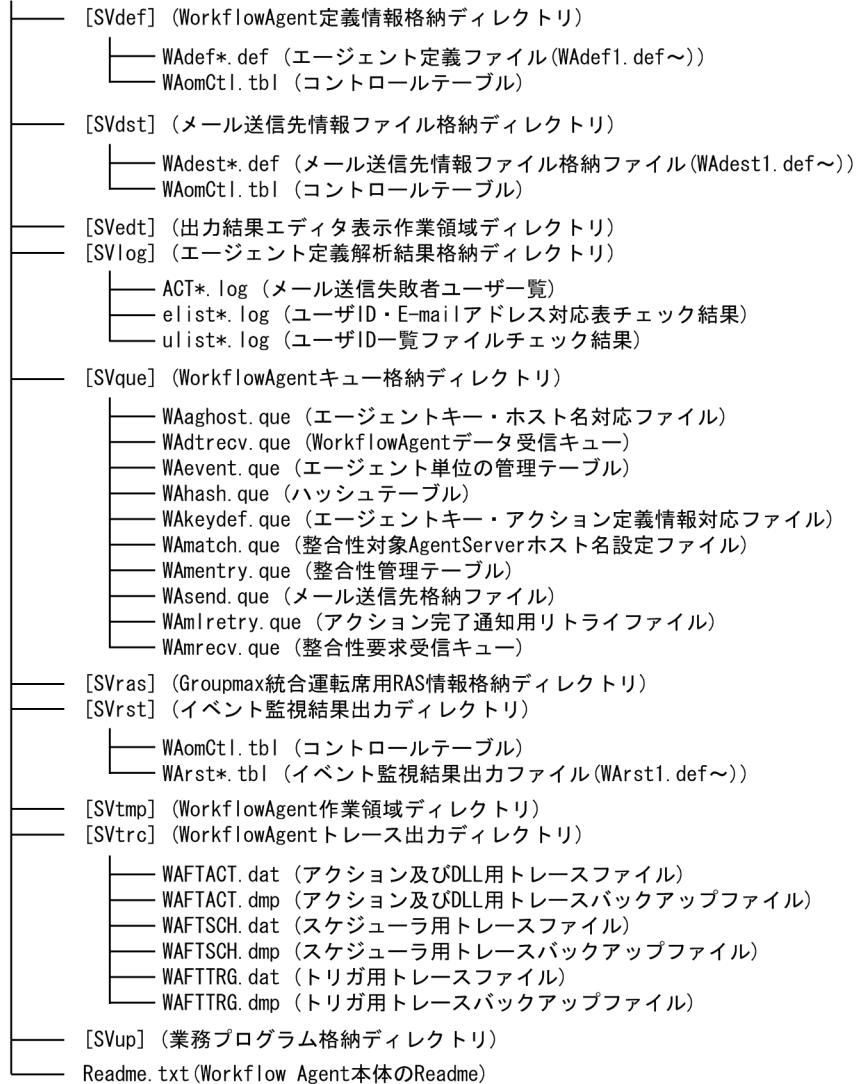 [SVdef] (WorkflowAgent定義情報格納ディレクトリ)
WAdef*.def (エージェント定義ファイル(WAdef1.def～))
WAomCtl.tbl (コントロールテーブル)
[SVdst] (メール送信先情報ファイル格納ディレクトリ)
WAdest*.def (メール送信先情報ファイル格納ファイル(WAdest1.def～))
WAomCtl.tbl (コントロールテーブル)
[SVedt] (出力結果エディタ表示作業領域ディレクトリ)
[SVlog] (エージェント定義解析結果格納ディレクトリ)
ACT*.log (メール送信失敗者ユーザ一覧)
elist*.log (ユーザID・E-mailアドレス対応表チェック結果)
ulist*.log (ユーザID一覧ファイルチェック結果)
[SVque] (WorkflowAgentキュー格納ディレクトリ)
WAaghost.que (エージェントキー・ホスト名対応ファイル)
WAdtrecv.que (WorkflowAgentデータ受信キュー)
WAevent.que (エージェント単位の管理テーブル)
WAhash.que (ハッシュテーブル)
WAkeydef.que (エージェントキー・アクション定義情報対応ファイル)
WAmatch.que (整合性対象AgentServerホスト名設定ファイル)
WAmentry.que (整合性管理テーブル)
WAsend.que (メール送信先格納ファイル)
WAmlretry.que (アクション完了通知用リトライファイル)
WAmrecv.que (整合性要求受信キュー)
[SVras] (Groupmax統合運転席用RAS情報格納ディレクトリ)
[SVrst] (イベント監視結果出力ディレクトリ)
WAomCtl.tbl (コントロールテーブル)
WArst*.tbl (イベント監視結果出力ファイル(WArst1.def～))
[SVtmp] (WorkflowAgent作業領域ディレクトリ)
[SVtrc] (WorkflowAgentトレース出力ディレクトリ)
WAFTACT.dat (アクション及びDLL用トレースファイル)
WAFTACT.dmp (アクション及びDLL用トレースバックアップファイル)
WAFTSCH.dat (スケジューラ用トレースファイル)
WAFTSCH.dmp (スケジューラ用トレースバックアップファイル)
WAFTTRG.dat (トリガ用トレースファイル)
WAFTTRG.dmp (トリガ用トレースバックアップファイル)
[SVup] (業務プログラム格納ディレクトリ)
Readme.txt(Workflow Agent本体のReadme)